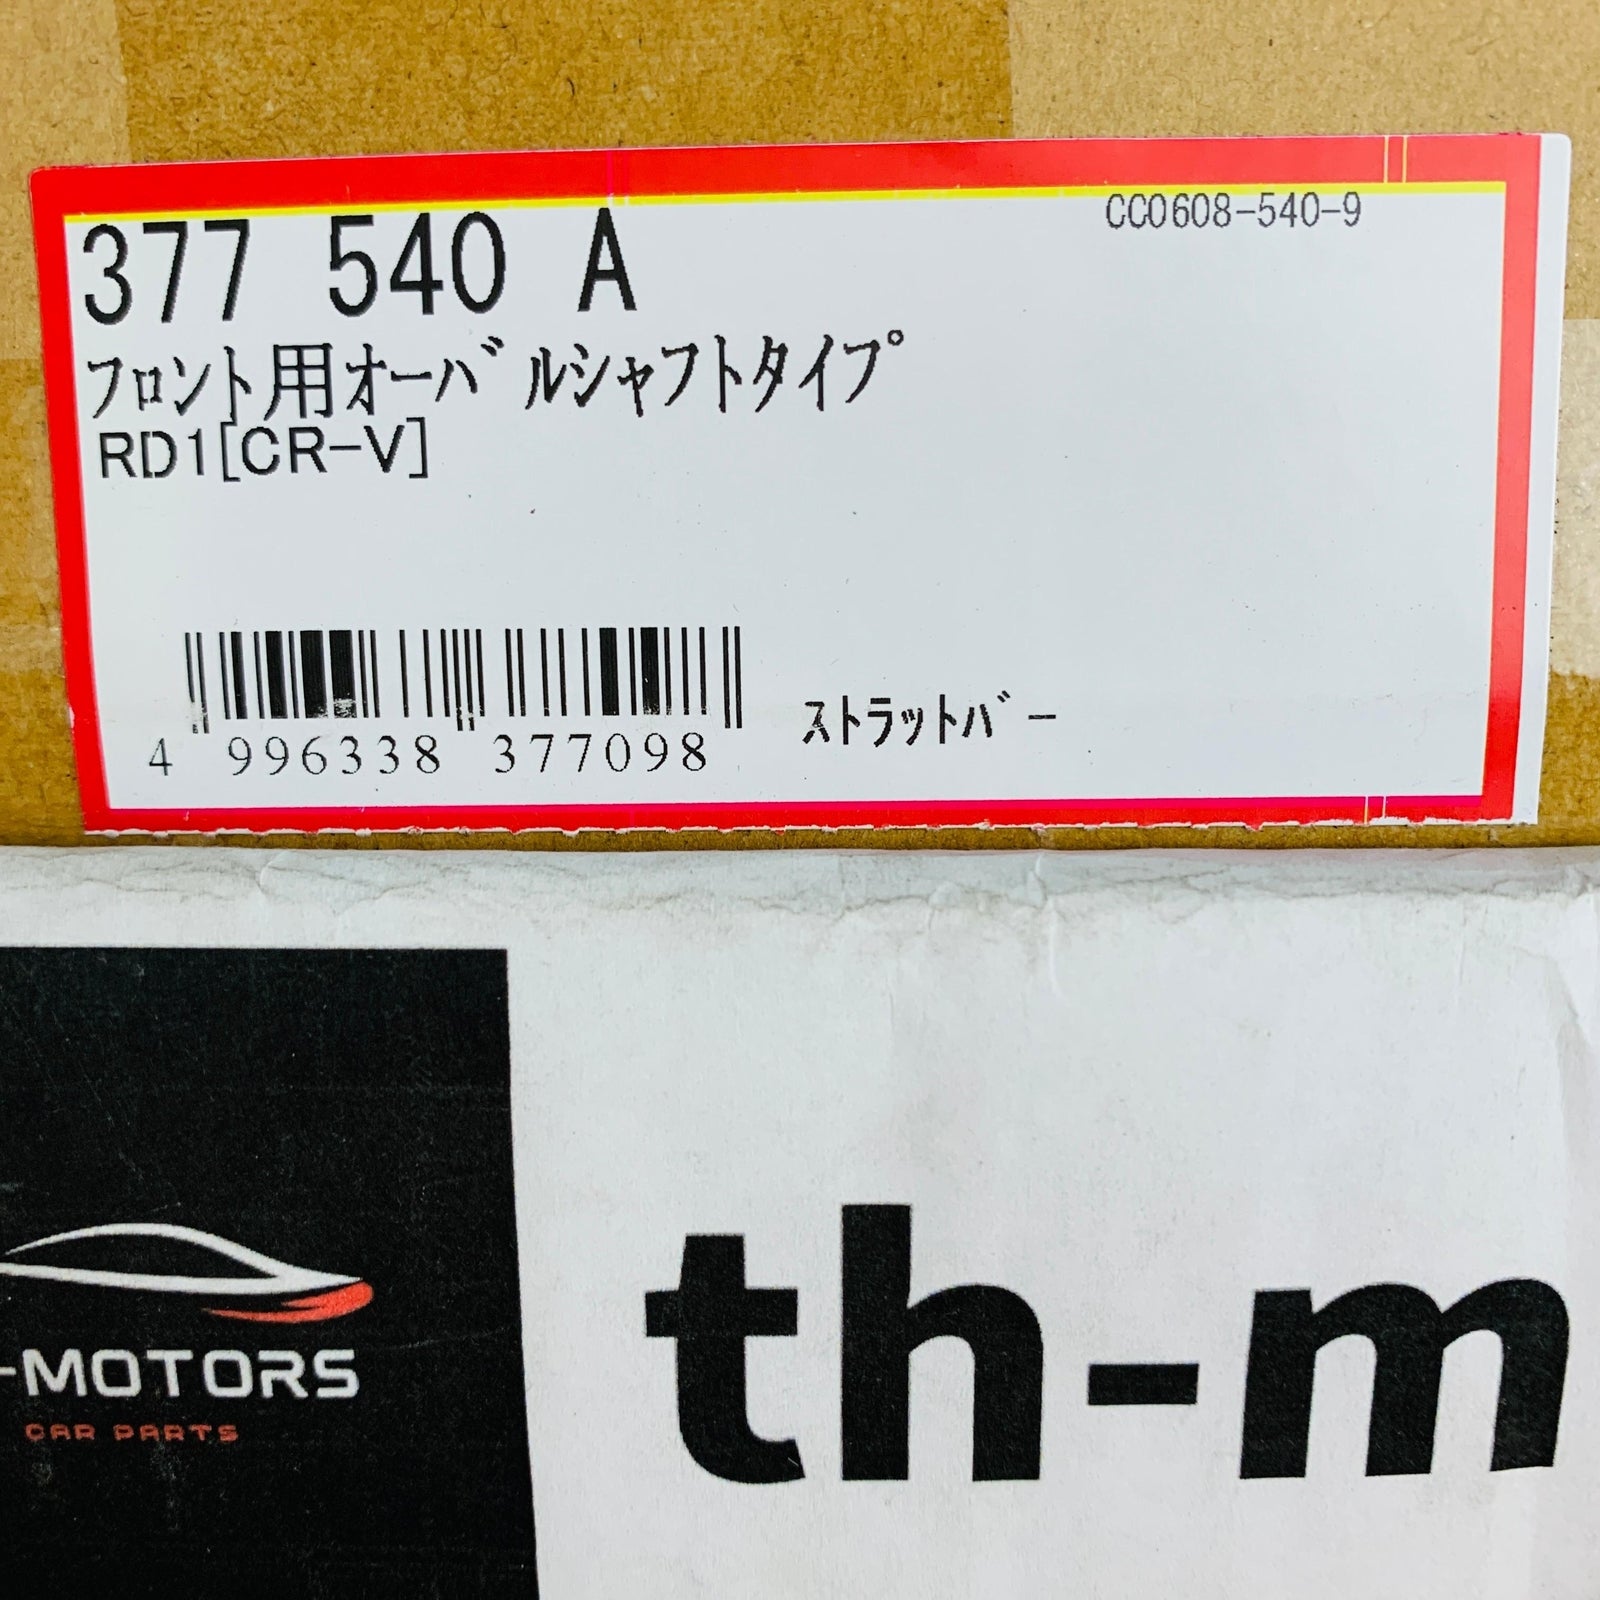 377 540 A
CC0608-540-9
フロント用オーバルシャフトタイプ
RD1[CR-V]
4 996338 377098
ストラットバー
-MOTORS
CAR PARTS
th-m